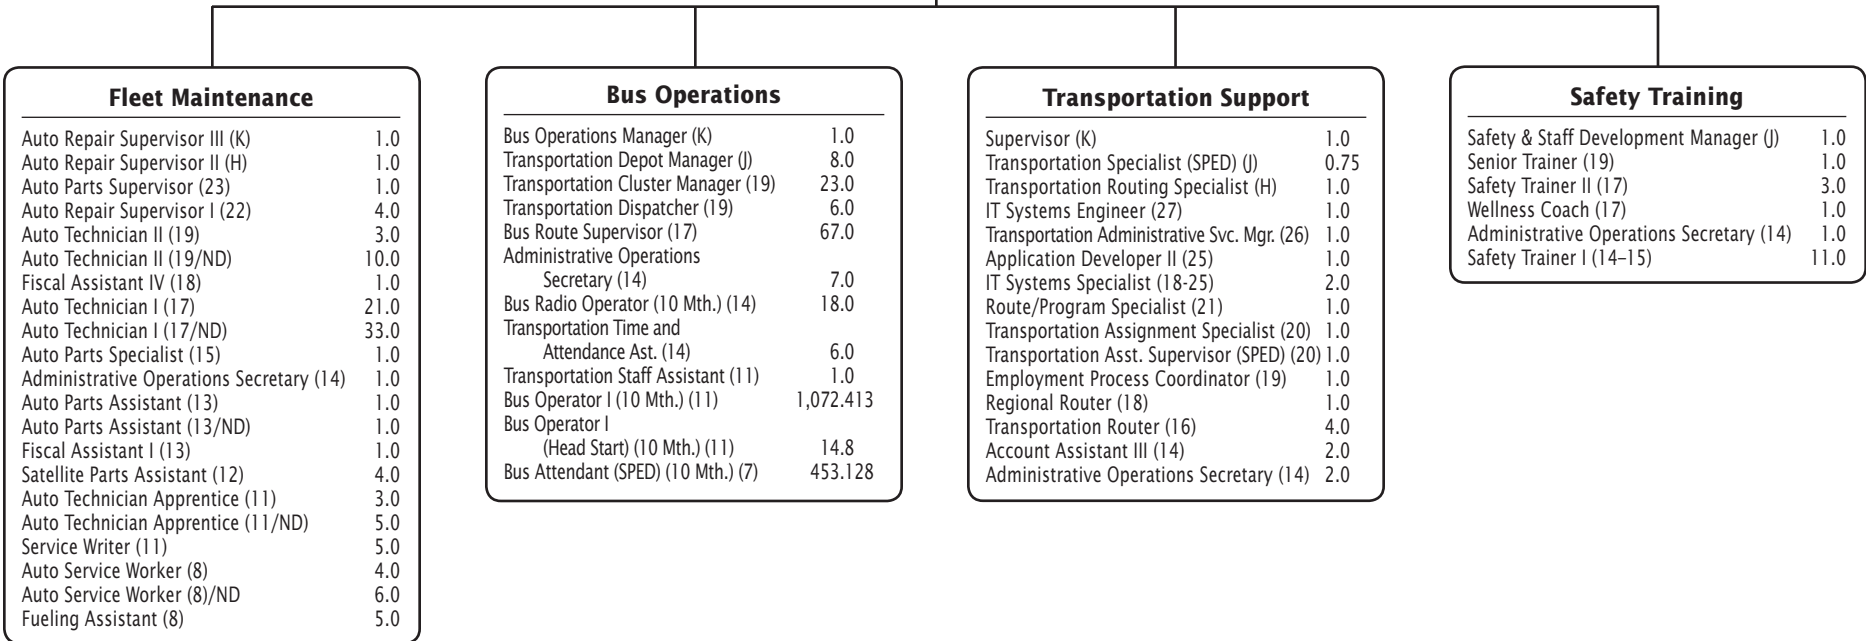 Fleet Maintenance
Auto Repair Supervisor III (K) 1.0
Auto Repair Supervisor II (H) 1.0
Auto Parts Supervisor (23) 1.0
Auto Repair Supervisor I (22) 4.0
Auto Technician II (19) 3.0
Auto Technician II (19/ND) 10.0
Fiscal Assistant IV (18) 1.0
Auto Technician I (17) 21.0
Auto Technician I (17/ND) 33.0
Auto Parts Specialist (15) 1.0
Administrative Operations Secretary (14) 1.0
Auto Parts Assistant (13) 1.0
Auto Parts Assistant (13/ND) 1.0
Fiscal Assistant I (13) 1.0
Satellite Parts Assistant (12) 4.0
Auto Technician Apprentice (11) 3.0
Auto Technician Apprentice (11/ND) 5.0
Service Writer (11) 5.0
Auto Service Worker (8) 4.0
Auto Service Worker (8)/ND 6.0
Fueling Assistant (8) 5.0
Bus Operations
Bus Operations Manager (K) 1.0
Transportation Depot Manager (J) 8.0
Transportation Cluster Manager (19) 23.0
Transportation Dispatcher (19) 6.0
Bus Route Supervisor (17) 67.0
Administrative Operations
Secretary (14) 7.0
Bus Radio Operator (10 Mth.) (14) 18.0
Transportation Time and
Attendance Ast. (14) 6.0
Transportation Staff Assistant (11) 1.0
Bus Operator I (10 Mth.) (11) 1,072.413
Bus Operator I
(Head Start) (10 Mth.) (11) 14.8
Bus Attendant (SPED) (10 Mth.) (7) 453.128
Transportation Support
Supervisor (K) 1.0
Transportation Specialist (SPED) (J) 0.75
Transportation Routing Specialist (H) 1.0
IT Systems Engineer (27) 1.0
Transportation Administrative Svc. Mgr. (26) 1.0
Application Developer II (25) 1.0
IT Systems Specialist (18-25) 2.0
Route/Program Specialist (21) 1.0
Transportation Assignment Specialist (20) 1.0
Transportation Asst. Supervisor (SPED) (20) 1.0
Employment Process Coordinator (19) 1.0
Regional Router (18) 1.0
Transportation Router (16) 4.0
Account Assistant III (14) 2.0
Administrative Operations Secretary (14) 2.0
Safety Training
Safety & Staff Development Manager (J) 1.0
Senior Trainer (19) 1.0
Safety Trainer II (17) 3.0
Wellness Coach (17) 1.0
Administrative Operations Secretary (14) 1.0
Safety Trainer I (14–15) 11.0